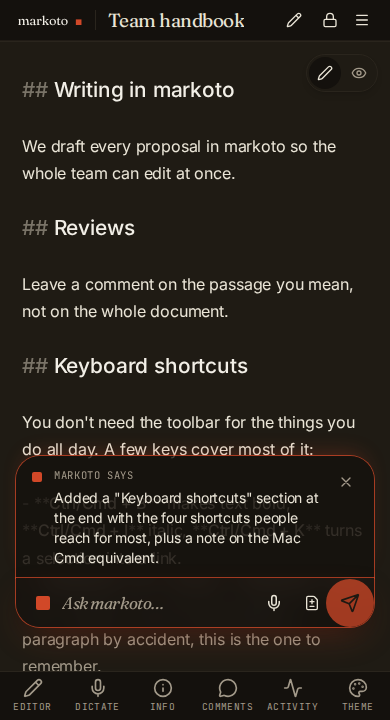 markoto
Team handbook
## Writing in markoto
We draft every proposal in markoto so the
whole team can edit at once.
## Reviews
Leave a comment on the passage you mean,
not on the whole document.
## Keyboard shortcuts
You don't need the toolbar for the things you
do all day. A few keys cover most of it:
MARKOTO SAYS
Added a "Keyboard shortcuts" section at
the end with the four shortcuts people
reach for most, plus a note on the Mac
Cmd equivalent.
Ask markoto…
paragraph by accident, this is the one to
remember.
EDITOR
DICTATE
INFO
COMMENTS
ACTIVITY
THEME